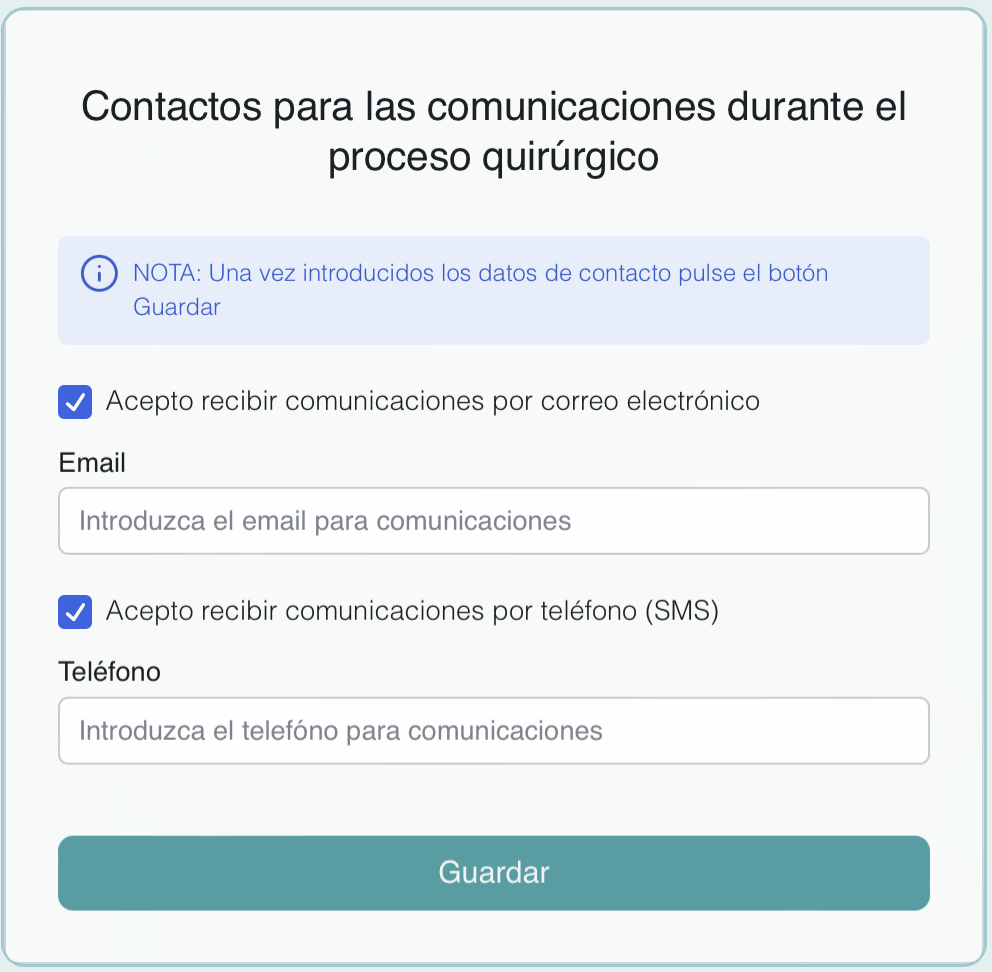 Contactos para las comunicaciones durante el
proceso quirúrgico
NOTA: Una vez introducidos los datos de contacto pulse el botón
Guardar
Acepto recibir comunicaciones por correo electrónico
Email
Introduzca el email para comunicaciones
Acepto recibir comunicaciones por teléfono (SMS)
Teléfono
Introduzca el telefóno para comunicaciones
Guardar